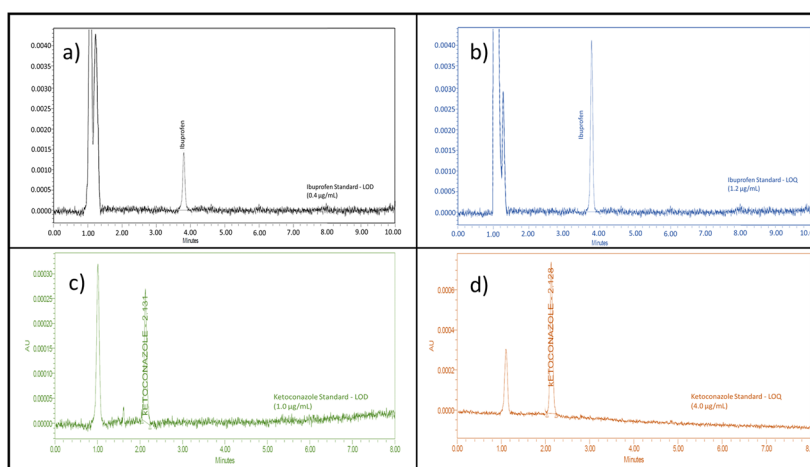 a)
0.0040
0.0035
0.0030
0.0025
0.0020
0.0015
0.0010
0.0005
0.0000
Ibuprofen
Ibuprofen Standard - LOD
(0.4 µg/mL)
0.00 1.00 2.00 3.00 4.00 5.00 6.00 7.00 8.00 9.00 10.00
Minutes
b)
0.0040
0.0035
0.0030
0.0025
0.0020
0.0015
0.0010
0.0005
0.0000
Ibuprofen
Ibuprofen Standard - LOQ
(1.2 µg/mL)
0.00 1.00 2.00 3.00 4.00 5.00 6.00 7.00 8.00 9.00 10.0
Minutes
c)
AU
0.00030
0.00025
0.00020
0.00015
0.00010
0.00005
0.00000
KETOCONAZOLE - 2.131
Ketoconazole Standard - LOD
(1.0 µg/mL)
0.00 1.00 2.00 3.00 4.00 5.00 6.00 7.00 8.00
Minutes
d)
AU
0.0006
0.0004
0.0002
0.0000
KETOCONAZOLE - 2.128
Ketoconazole Standard - LOQ
(4.0 µg/mL)
0.00 1.00 2.00 3.00 4.00 5.00 6.00 7.00 8.00
Minutes